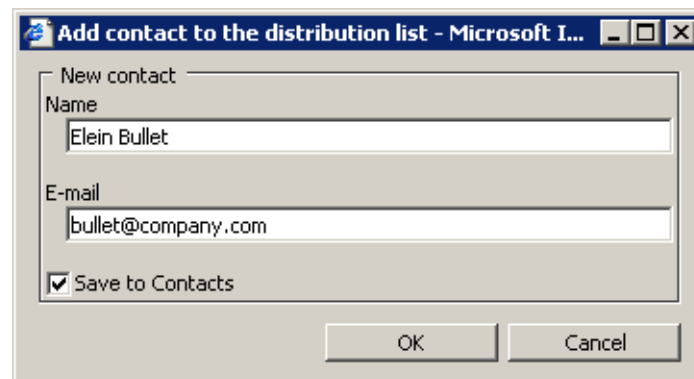 Add contact to the distribution list - Microsoft I...
New contact
Name
Elein Bullet
E-mail
bullet@company.com
Save to Contacts
OK Cancel